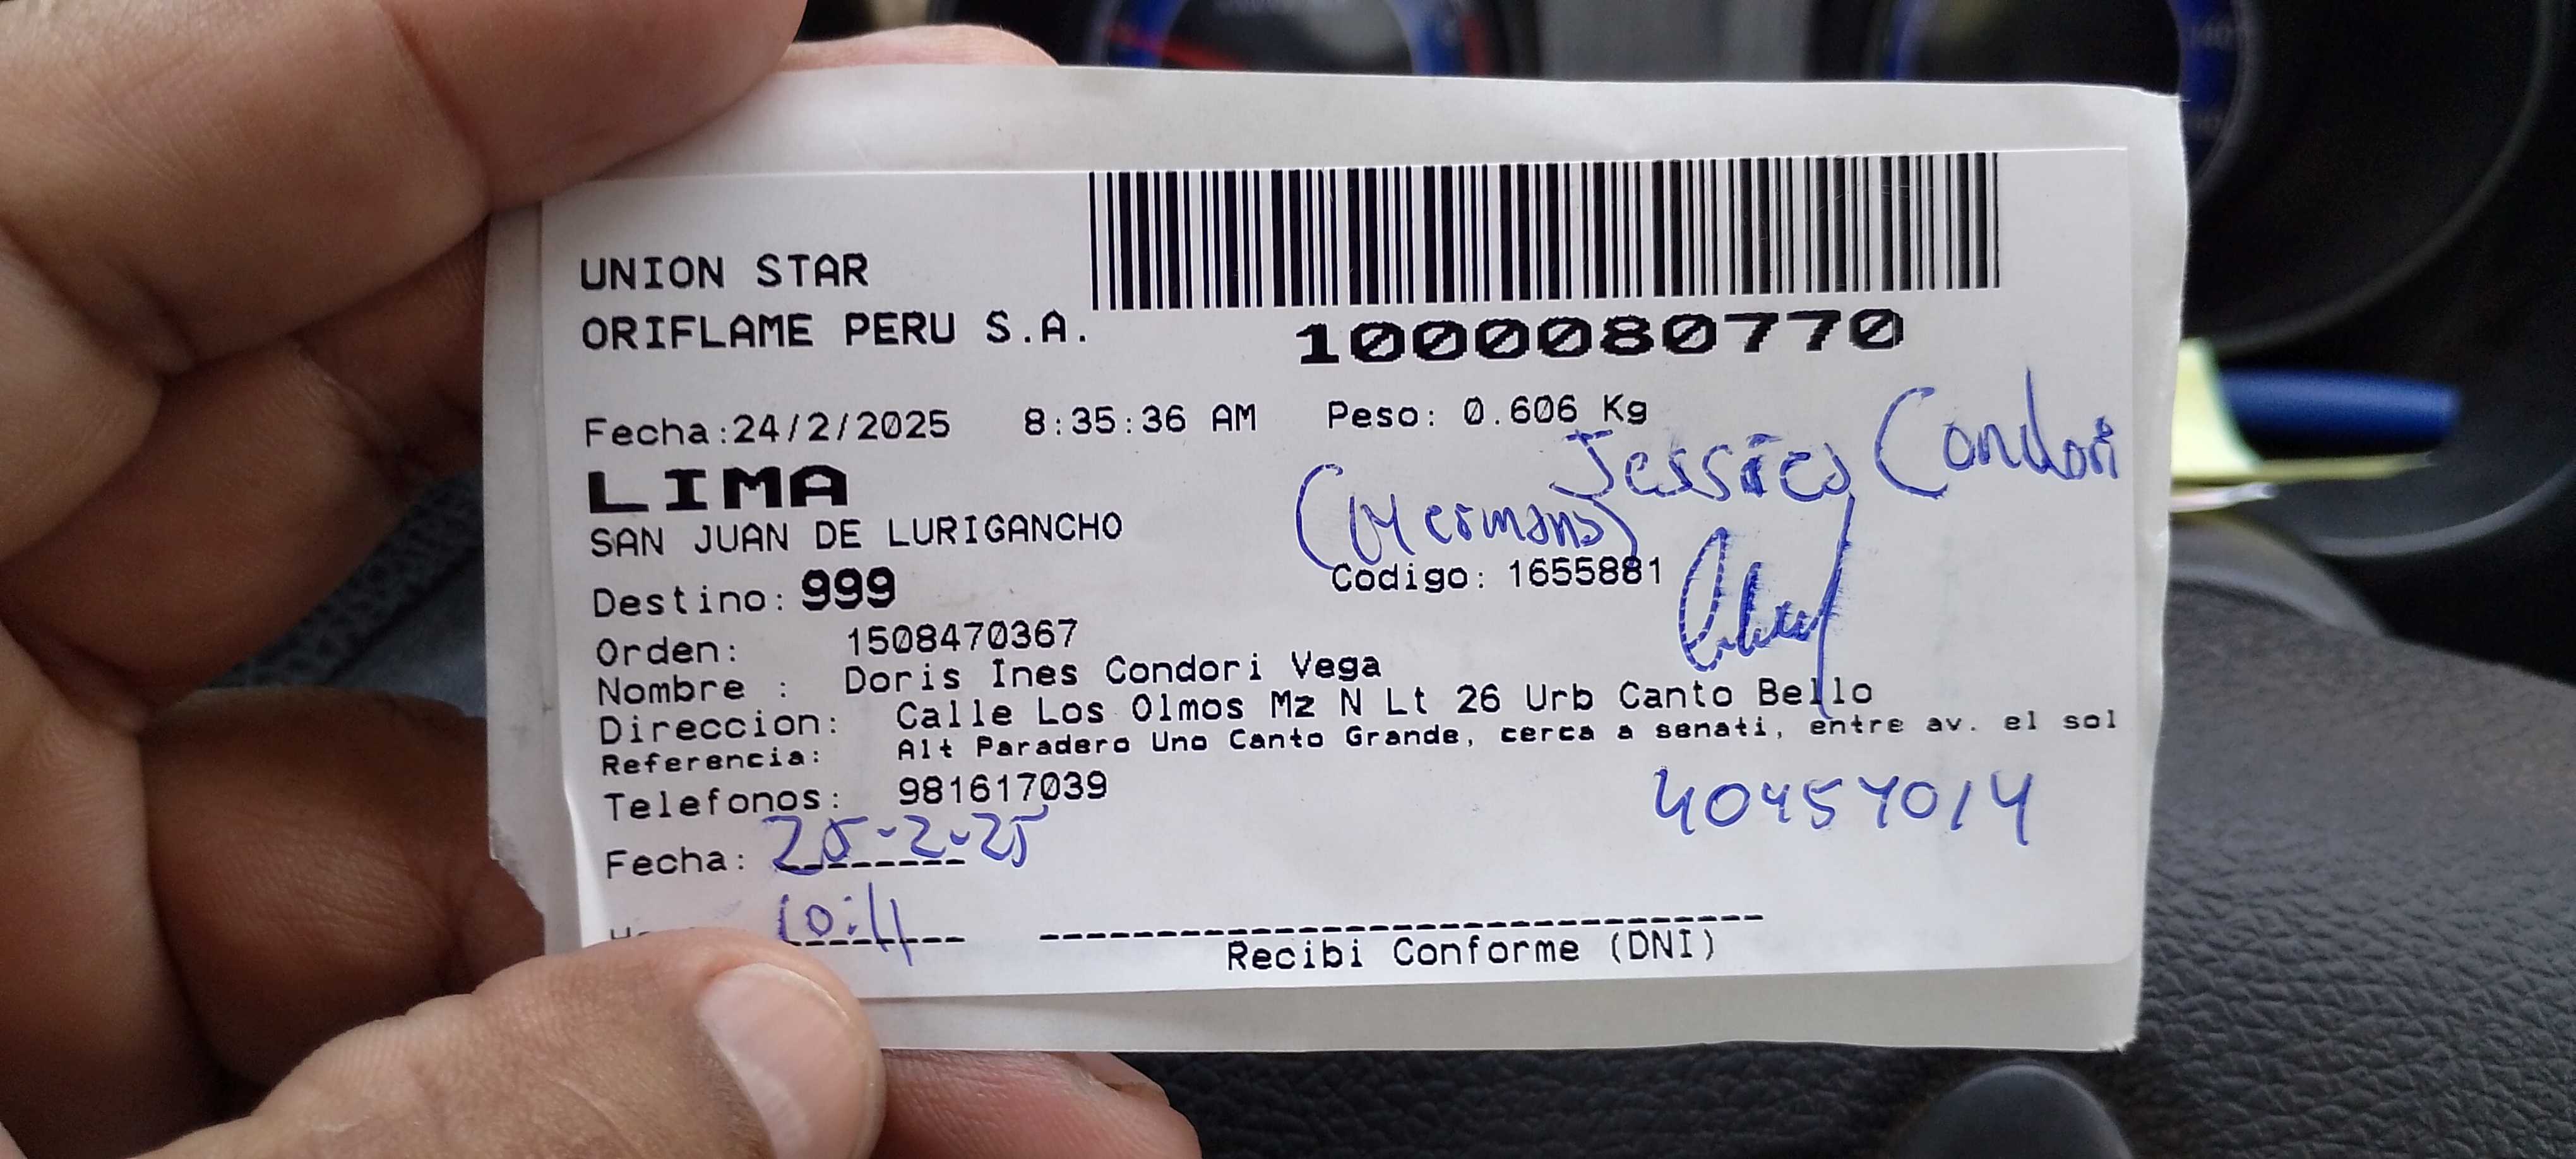 UNION STAR
ORIFLAME PERU S.A.
1000080770
Fecha:24/2/2025 8:35:36 AM Peso: 0.606 Kg
Jessica Condori
LIMA
(Hermana)
SAN JUAN DE LURIGANCHO
Destino: 999 Codigo: 1655881
Orden: 1508470367
Nombre : Doris Ines Condori Vega
Direccion: Calle Los Olmos Mz N Lt 26 Urb Canto Bello
Referencia: Alt Paradero Uno Canto Grande, cerca a senati, entre av. el sol
Telefonos: 981617039
40457014
Fecha: 25-2-25
10:11
Recibi Conforme (DNI)